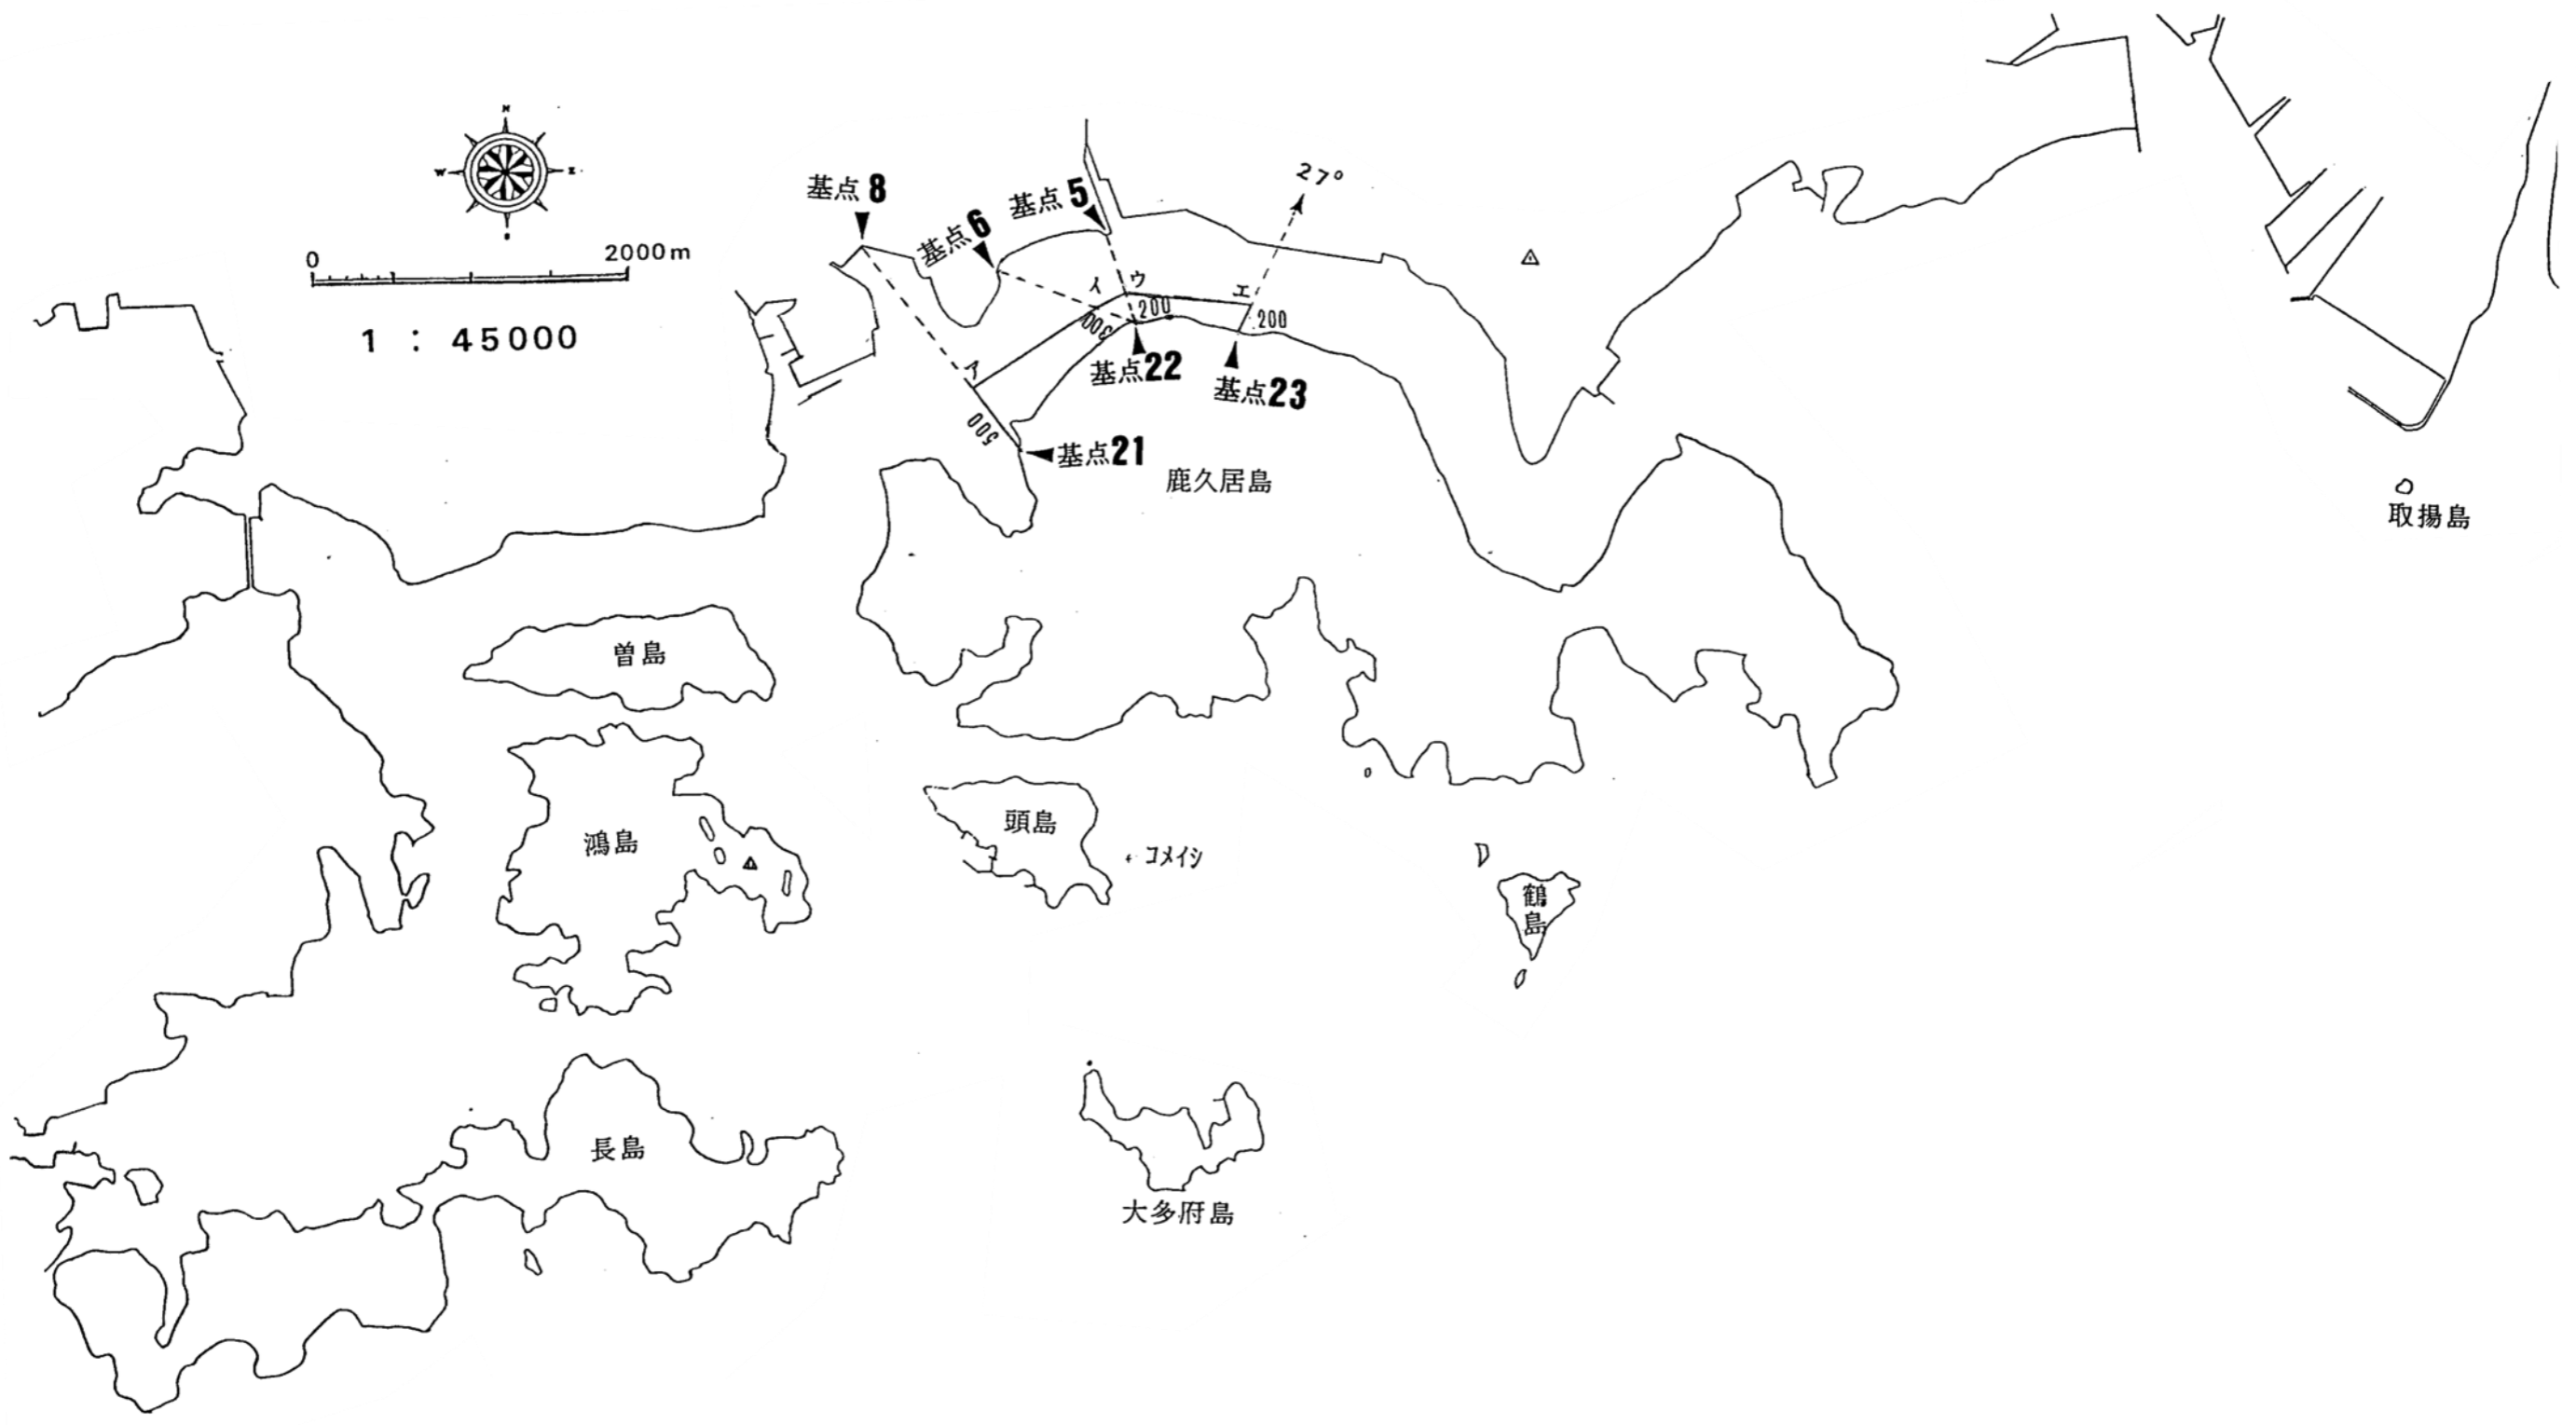 N
W
E
S
0 2000m
1 : 45000
基点8
基点6
基点5
27°
イ
ウ
エ
200
200
300
ア
500
基点22
基点23
基点21
鹿久居島
取揚島
曽島
鴻島
頭島
コメイシ
鶴島
長島
大多府島